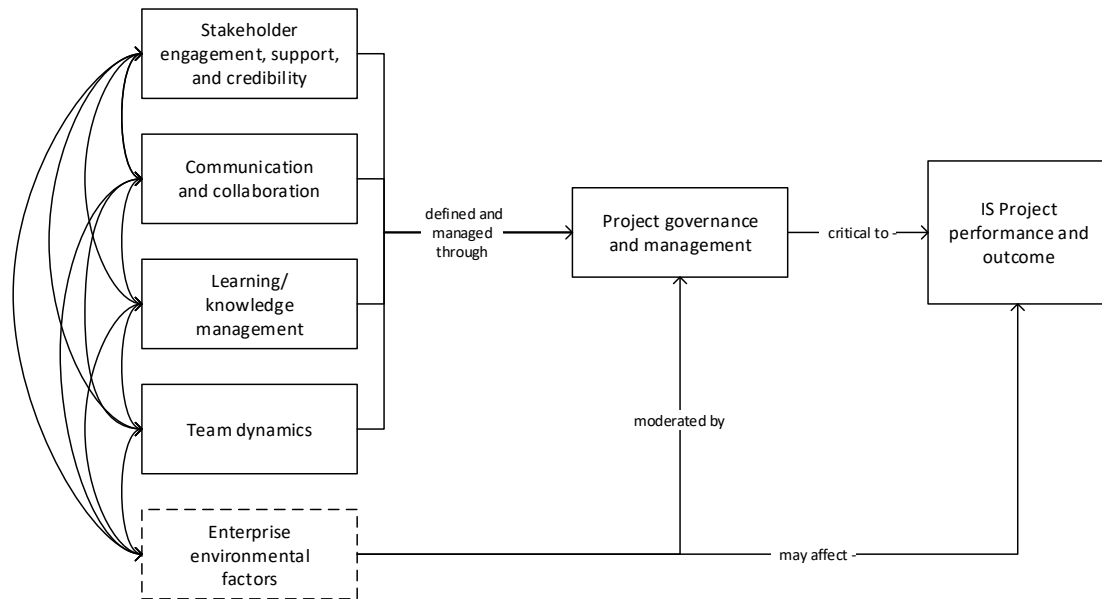 Stakeholder
engagement, support,
and credibility
Communication
and collaboration
Learning/
knowledge
management
Team dynamics
Enterprise
environmental
factors
defined and
managed
through
Project governance
and management
critical to -
IS Project
performance and
outcome
moderated by
may affect -